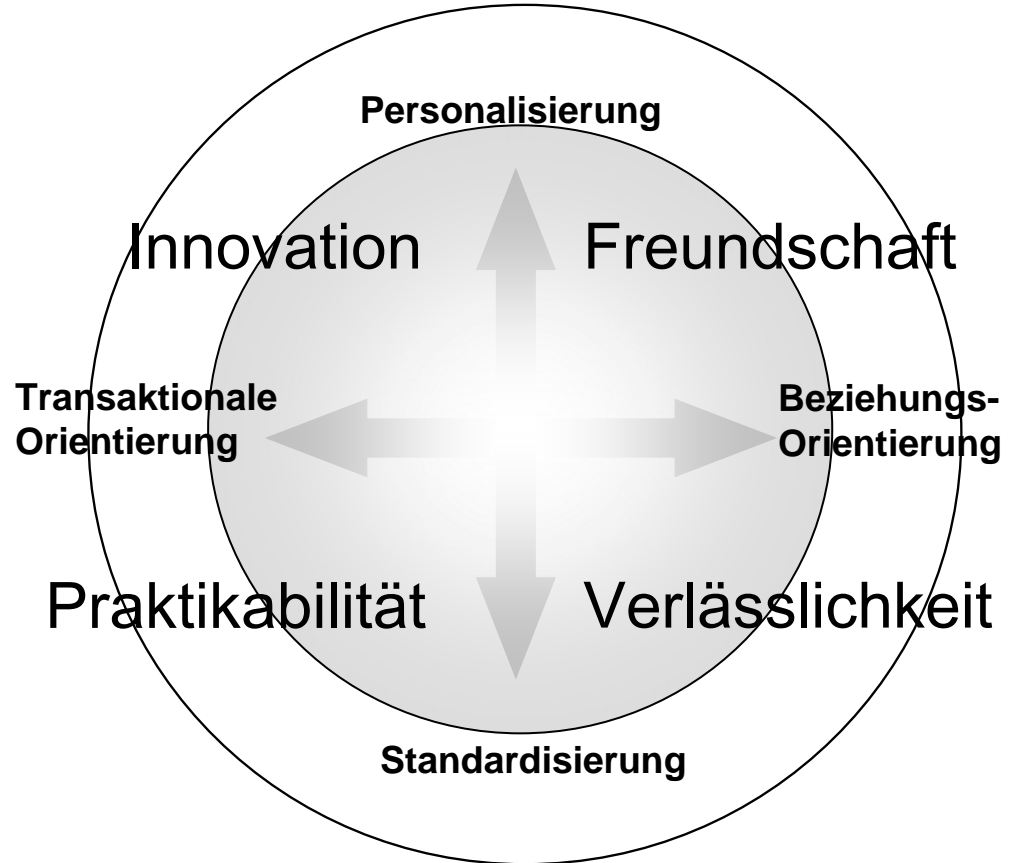 Personalisierung
Innovation
Freundschaft
Transaktionale
Orientierung
Beziehungs-
Orientierung
Praktikabilität
Verlässlichkeit
Standardisierung